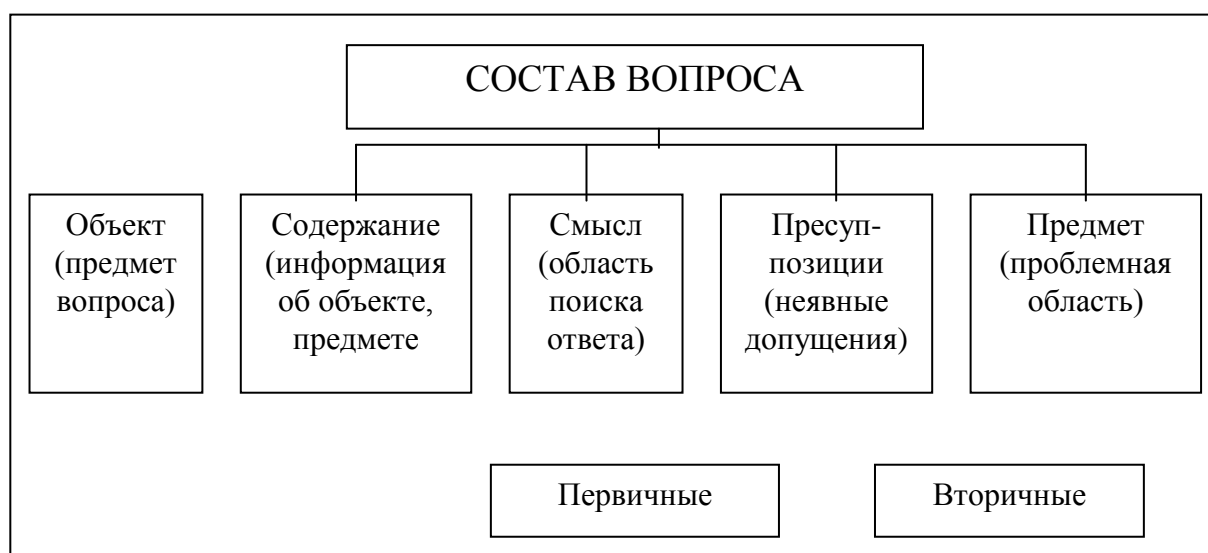 СОСТАВ ВОПРОСА
Объект
(предмет
вопроса)
Содержание
(информация
об объекте,
предмете
Смысл
(область
поиска
ответа)
Пресуп-
позиции
(неявные
допущения)
Предмет
(проблемная
область)
Первичные
Вторичные